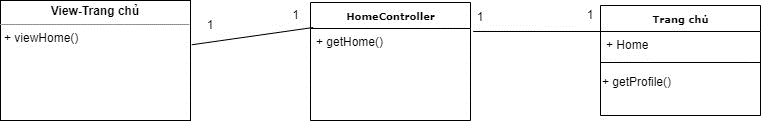 View-Trang chủ
+ viewHome()
1
1
HomeController
+ getHome()
1
1
Trang chủ
+ Home
+ getProfile()